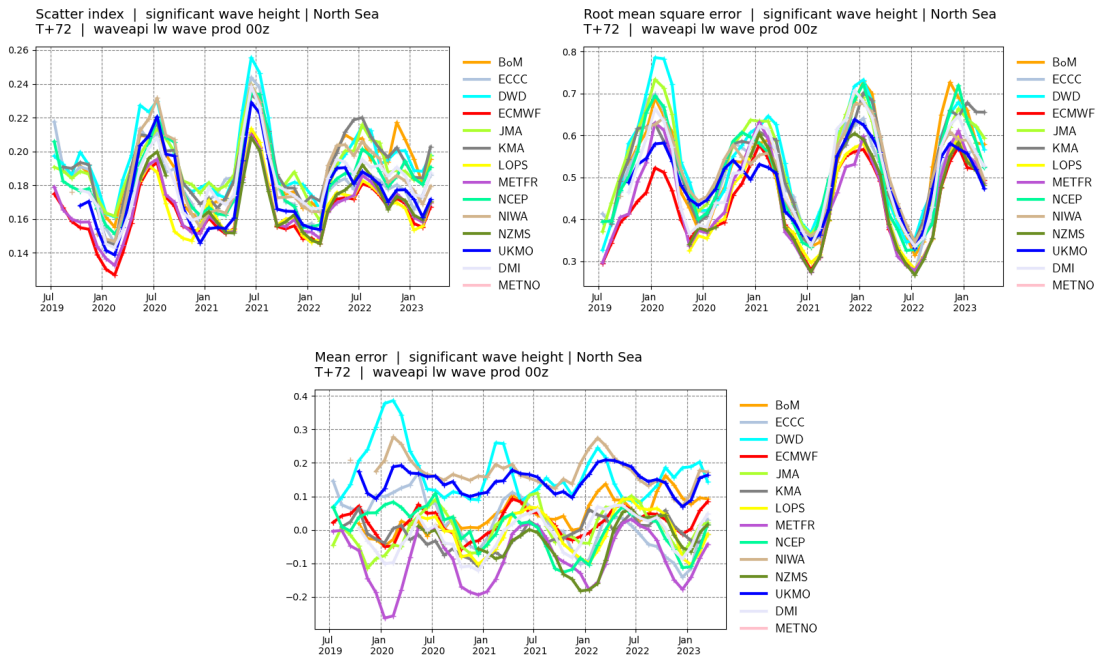 Scatter index | significant wave height | North Sea
T+72 | waveapi lw wave prod 00z
0.26
0.24
0.22
0.20
0.18
0.16
0.14
Jul
2019
Jan
2020
Jul
2020
Jan
2021
Jul
2021
Jan
2022
Jul
2022
Jan
2023
BoM
ECCC
DWD
ECMWF
JMA
KMA
LOPS
METFR
NCEP
NIWA
NZMS
UKMO
DMI
METNO
Root mean square error | significant wave height | North Sea
T+72 | waveapi lw wave prod 00z
0.8
0.7
0.6
0.5
0.4
0.3
Jul
2019
Jan
2020
Jul
2020
Jan
2021
Jul
2021
Jan
2022
Jul
2022
Jan
2023
BoM
ECCC
DWD
ECMWF
JMA
KMA
LOPS
METFR
NCEP
NIWA
NZMS
UKMO
DMI
METNO
Mean error | significant wave height | North Sea
T+72 | waveapi lw wave prod 00z
0.4
0.3
0.2
0.1
0.0
−0.1
−0.2
Jul
2019
Jan
2020
Jul
2020
Jan
2021
Jul
2021
Jan
2022
Jul
2022
Jan
2023
BoM
ECCC
DWD
ECMWF
JMA
KMA
LOPS
METFR
NCEP
NIWA
NZMS
UKMO
DMI
METNO